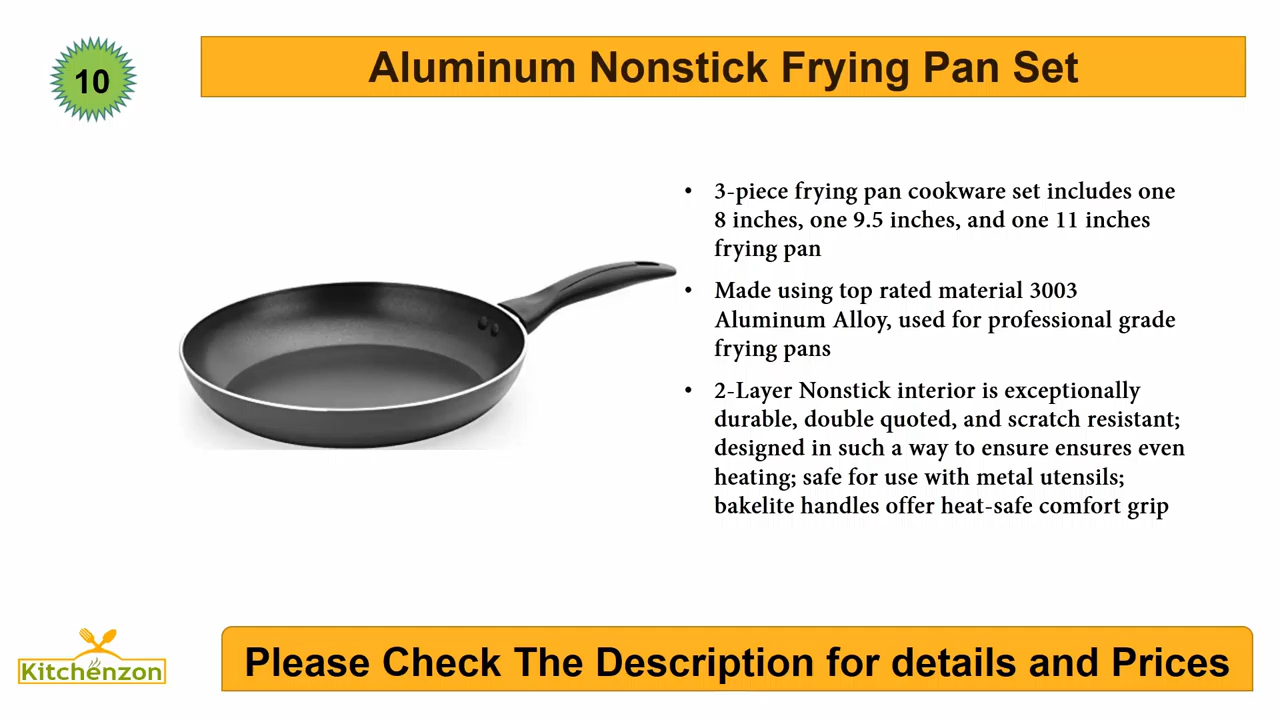 10
Aluminum Nonstick Frying Pan Set
• 3-piece frying pan cookware set includes one
8 inches, one 9.5 inches, and one 11 inches
frying pan
• Made using top rated material 3003
Aluminum Alloy, used for professional grade
frying pans
• 2-Layer Nonstick interior is exceptionally
durable, double quoted, and scratch resistant;
designed in such a way to ensure ensures even
heating; safe for use with metal utensils;
bakelite handles offer heat-safe comfort grip
Kitchenzon
Please Check The Description for details and Prices